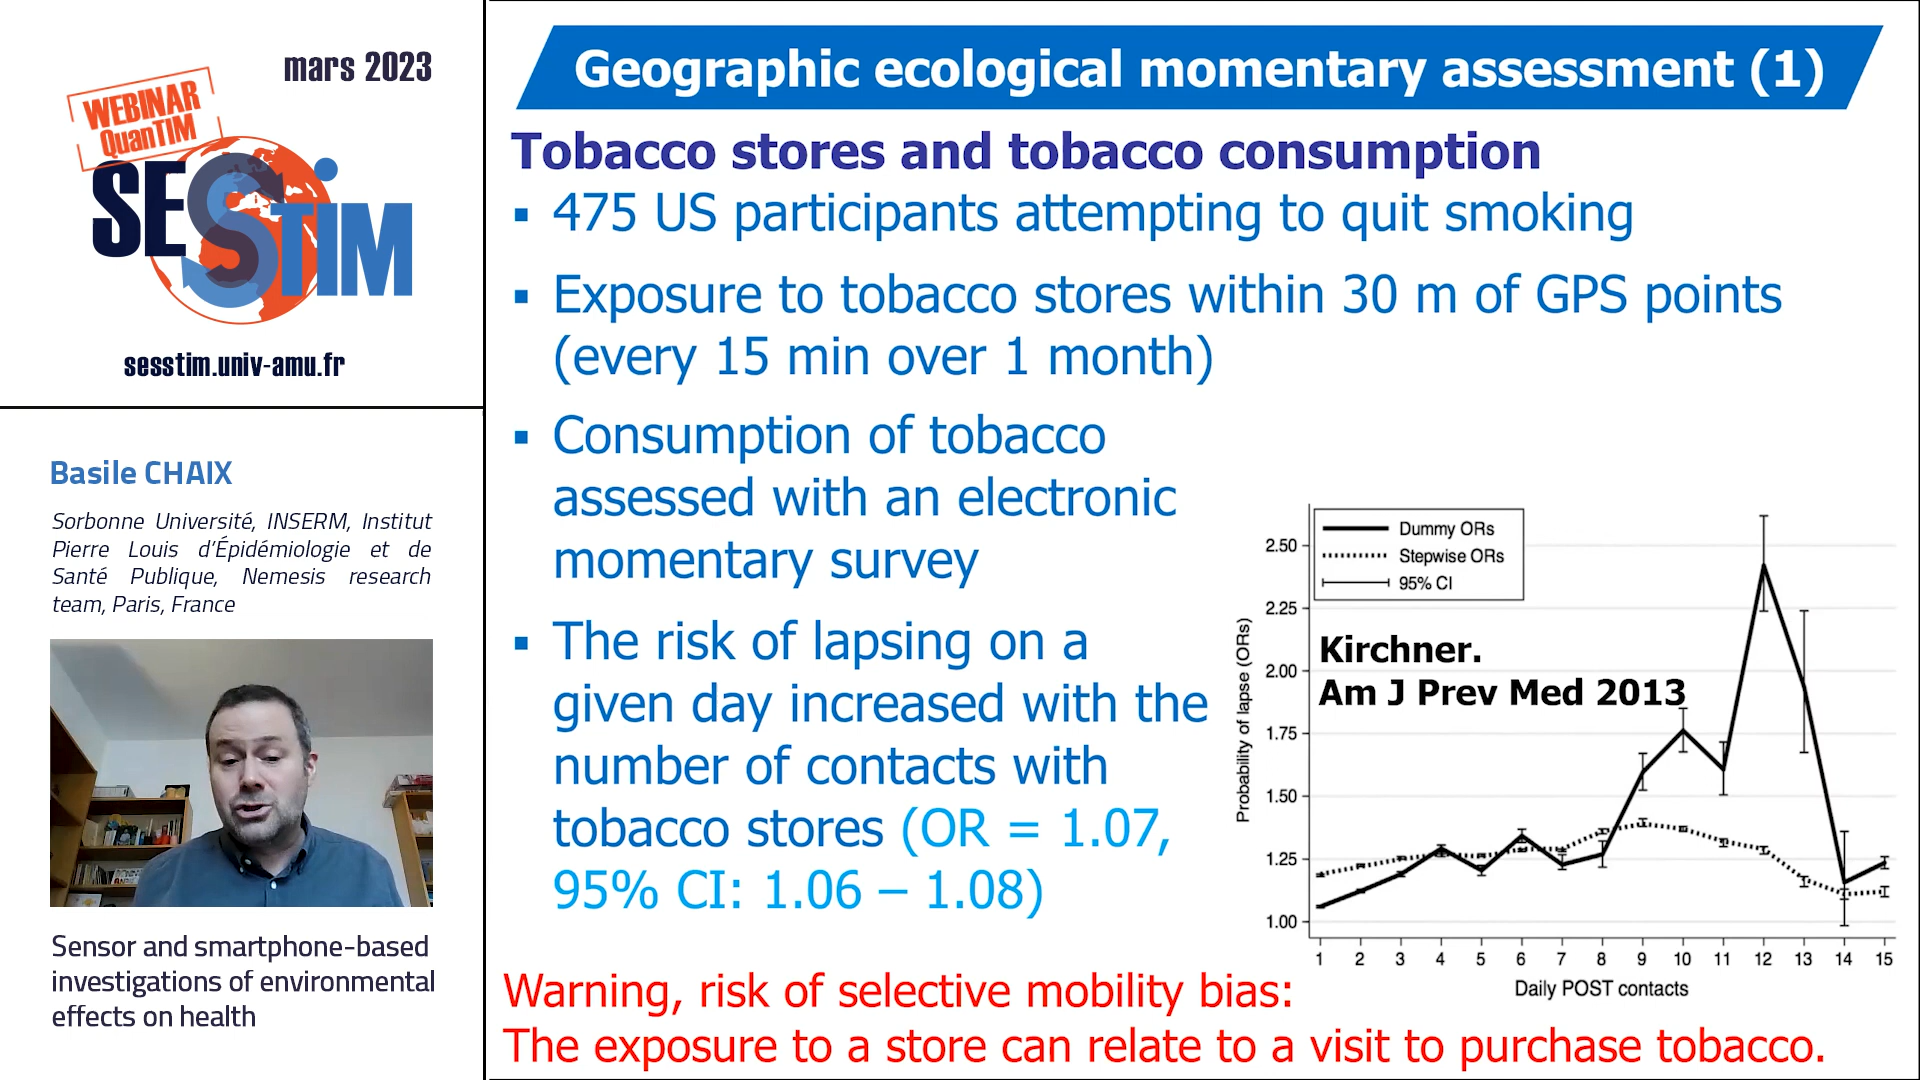 mars 2023
WEBINAR
QuanTIM
SESSTIM
sesstim.univ-amu.fr
Basile CHAIX
Sorbonne Université, INSERM, Institut
Pierre Louis d'Épidémiologie et de
Santé Publique, Nemesis research
team, Paris, France
Sensor and smartphone-based
investigations of environmental
effects on health
Geographic ecological momentary assessment (1)
Tobacco stores and tobacco consumption
▪ 475 US participants attempting to quit smoking
▪ Exposure to tobacco stores within 30 m of GPS points
(every 15 min over 1 month)
▪ Consumption of tobacco
assessed with an electronic
momentary survey
▪ The risk of lapsing on a
given day increased with the
number of contacts with
tobacco stores (OR = 1.07,
95% CI: 1.06 – 1.08)
Dummy ORs
Stepwise ORs
95% CI
Kirchner.
Am J Prev Med 2013
Probability of lapse (ORs)
2.50
2.25
2.00
1.75
1.50
1.25
1.00
1 2 3 4 5 6 7 8 9 10 11 12 13 14 15
Daily POST contacts
Warning, risk of selective mobility bias:
The exposure to a store can relate to a visit to purchase tobacco.